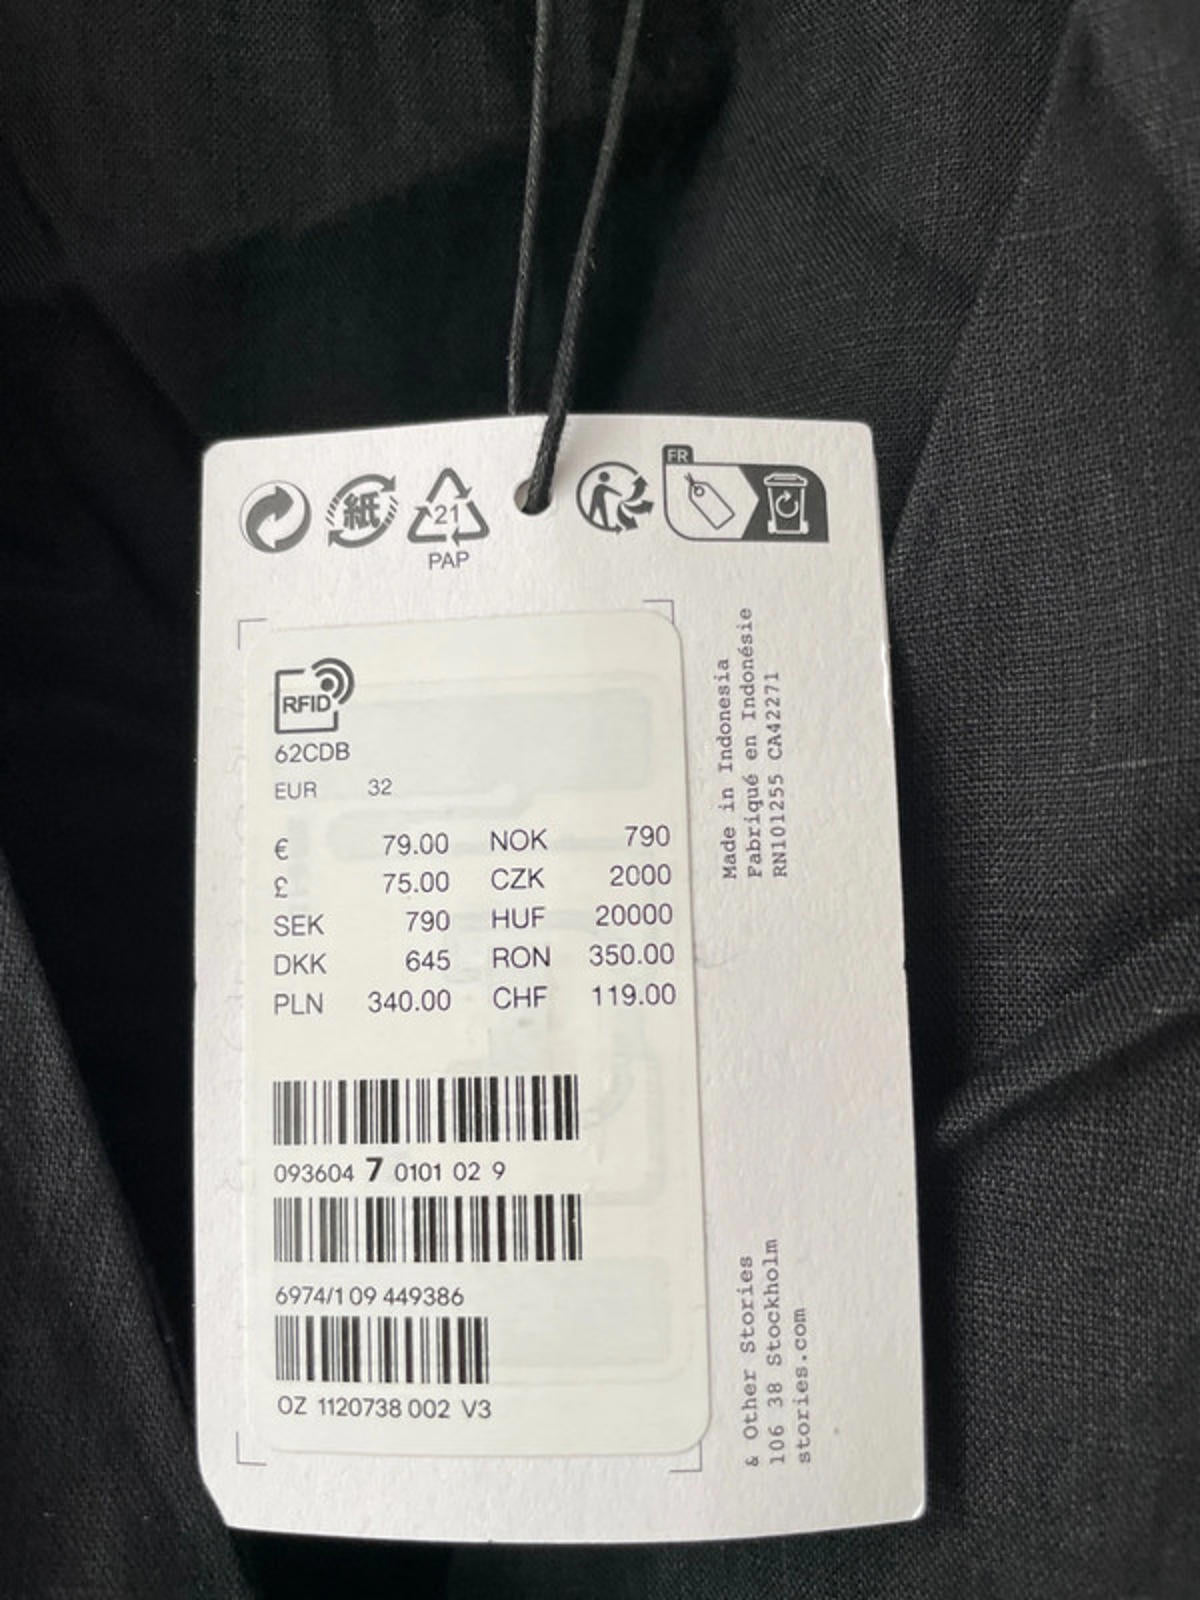 紙
21
PAP
FR
RFID
62CDB
EUR 32
€ 79.00 NOK 790
£ 75.00 CZK 2000
SEK 790 HUF 20000
DKK 645 RON 350.00
PLN 340.00 CHF 119.00
093604 7 0101 02 9
6974/1 09 449386
OZ 1120738 002 V3
Made in Indonesia
Fabriqué en Indonésie
RN101255 CA42271
& Other Stories
106 38 Stockholm
stories.com